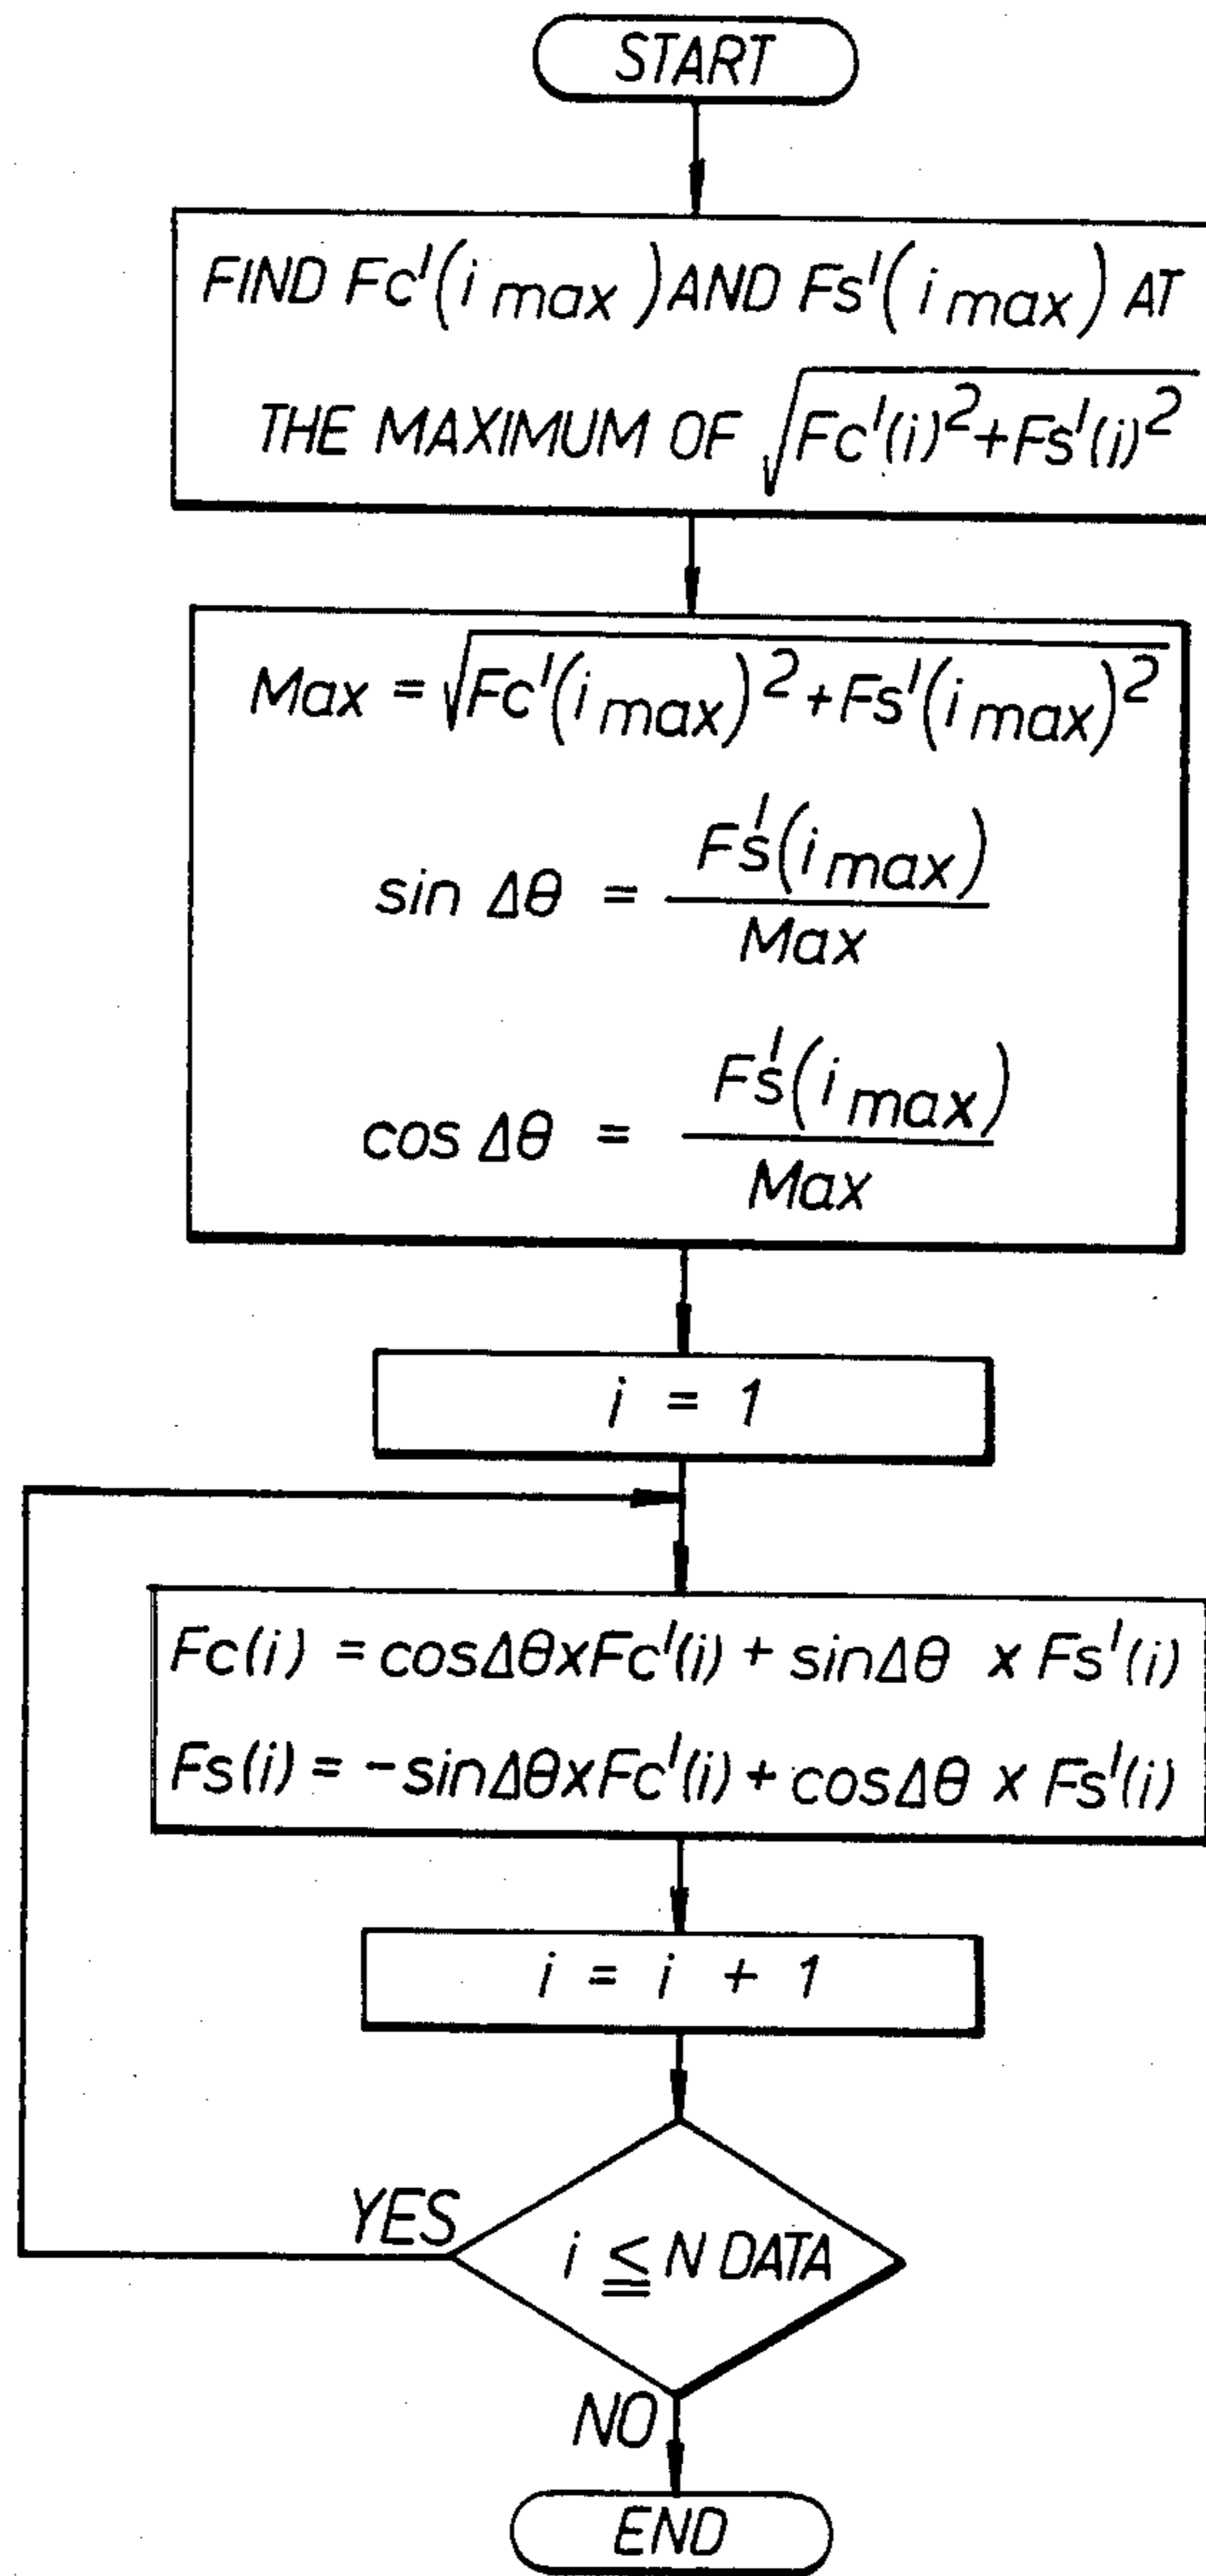 START
FIND Fc'(i max) AND Fs'(i max) AT
THE MAXIMUM OF √Fc'(i)²+Fs'(i)²
Max = √Fc'(i max)²+Fs'(i max)²
sin Δθ = Fs'(i max) / Max
cos Δθ = Fs'(i max) / Max
i = 1
Fc(i) = cosΔθxFc'(i) + sinΔθ x Fs'(i)
Fs(i) = -sinΔθxFc'(i) + cosΔθ x Fs'(i)
i = i + 1
YES
i ≦ N DATA
NO
END